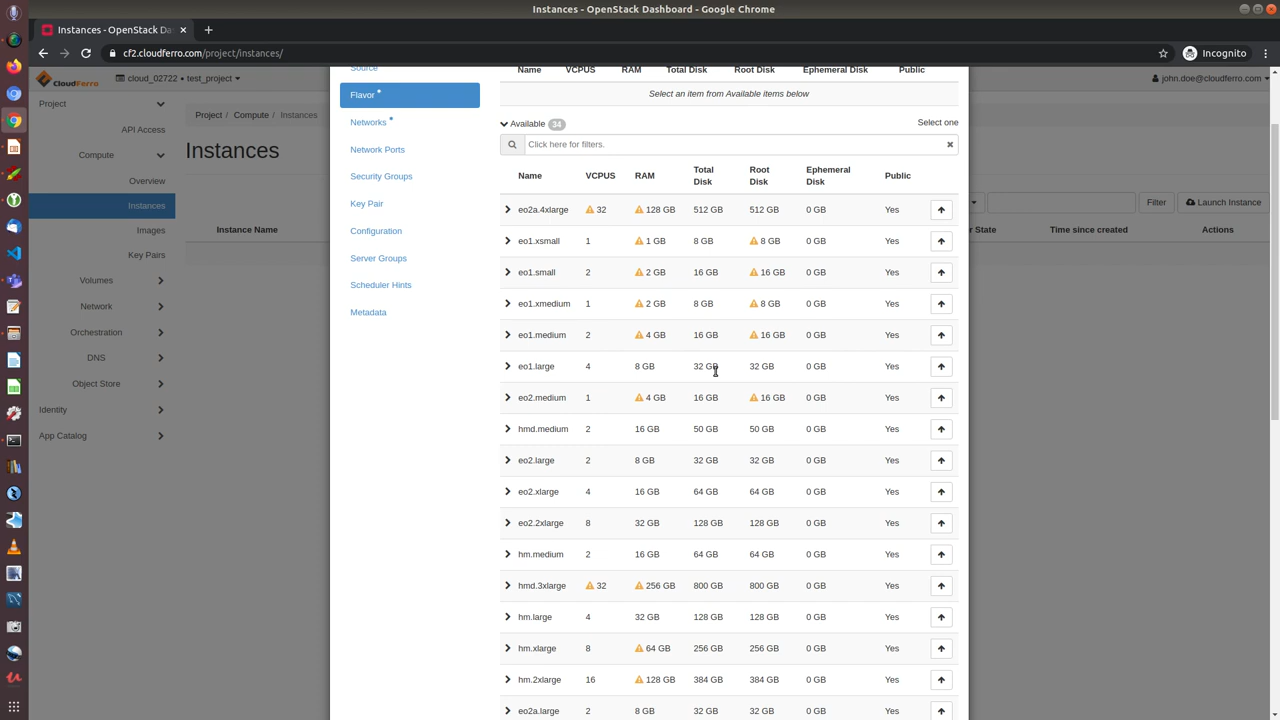 Instances - OpenStack Dashboard - Google Chrome
Instances - OpenStack Da
cf2.cloudferro.com/project/instances/
Incognito
CloudFerro
cloud_02722 • test_project
john.doe@cloudferro.com
Project
API Access
Compute
Overview
Instances
Images
Key Pairs
Volumes
Network
Orchestration
DNS
Object Store
Identity
App Catalog
Project / Compute / Instances
Instances
Instance Name
Filter
Launch Instance
r State
Time since created
Actions
Source
Flavor *
Networks *
Network Ports
Security Groups
Key Pair
Configuration
Server Groups
Scheduler Hints
Metadata
Name VCPUS RAM Total Disk Root Disk Ephemeral Disk Public
Select an item from Available items below
Available 34
Select one
Click here for filters.
Name VCPUS RAM Total Disk Root Disk Ephemeral Disk Public
eo2a.4xlarge 32 128 GB 512 GB 512 GB 0 GB Yes
eo1.xsmall 1 1 GB 8 GB 8 GB 0 GB Yes
eo1.small 2 2 GB 16 GB 16 GB 0 GB Yes
eo1.xmedium 1 2 GB 8 GB 8 GB 0 GB Yes
eo1.medium 2 4 GB 16 GB 16 GB 0 GB Yes
eo1.large 4 8 GB 32 GB 32 GB 0 GB Yes
eo2.medium 1 4 GB 16 GB 16 GB 0 GB Yes
hmd.medium 2 16 GB 50 GB 50 GB 0 GB Yes
eo2.large 2 8 GB 32 GB 32 GB 0 GB Yes
eo2.xlarge 4 16 GB 64 GB 64 GB 0 GB Yes
eo2.2xlarge 8 32 GB 128 GB 128 GB 0 GB Yes
hm.medium 2 16 GB 64 GB 64 GB 0 GB Yes
hmd.3xlarge 32 256 GB 800 GB 800 GB 0 GB Yes
hm.large 4 32 GB 128 GB 128 GB 0 GB Yes
hm.xlarge 8 64 GB 256 GB 256 GB 0 GB Yes
hm.2xlarge 16 128 GB 384 GB 384 GB 0 GB Yes
eo2a.large 2 8 GB 32 GB 32 GB 0 GB Yes